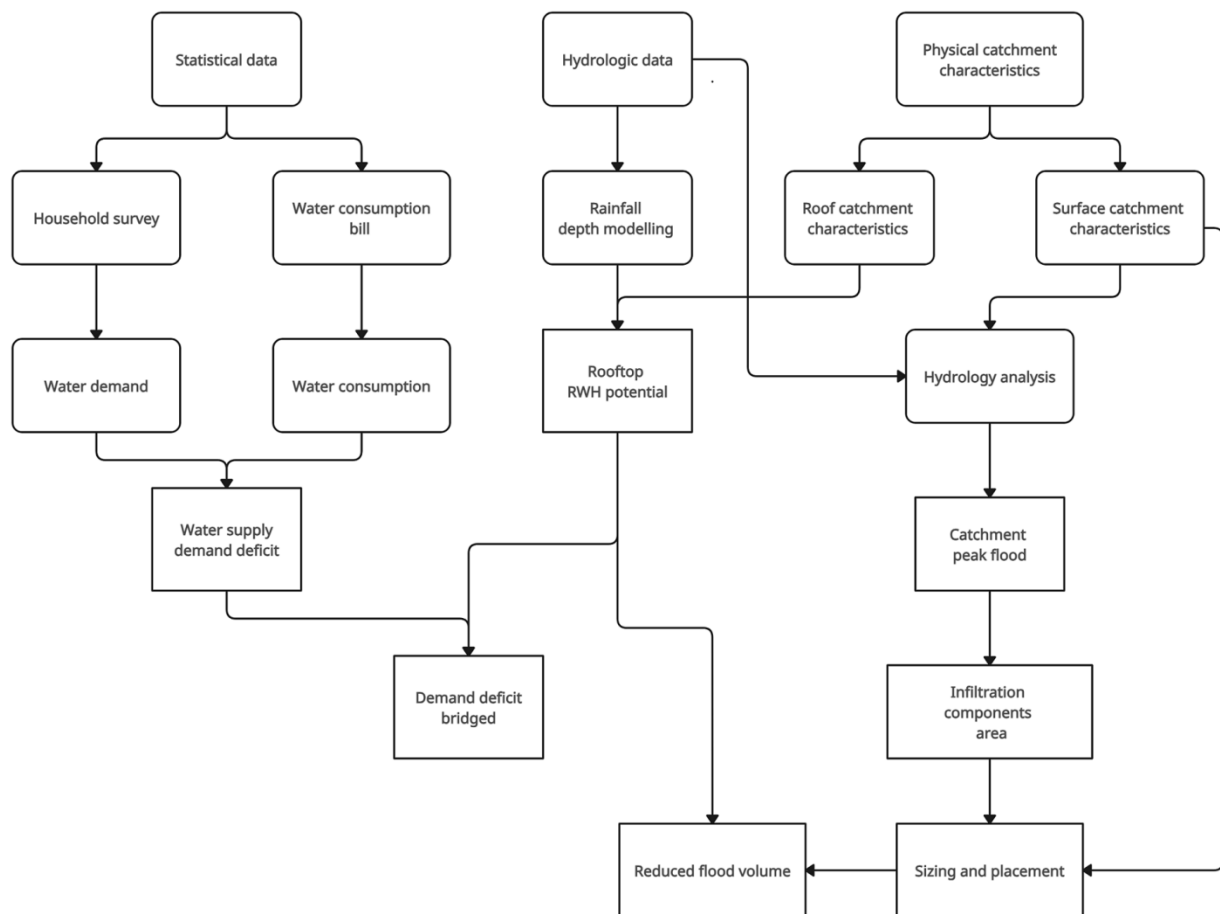 Statistical data
Hydrologic data
Physical catchment
characteristics
Household survey
Water consumption
bill
Rainfall
depth modelling
Roof catchment
characteristics
Surface catchment
characteristics
Water demand
Water consumption
Rooftop
RWH potential
Hydrology analysis
Water supply
demand deficit
Catchment
peak flood
Demand deficit
bridged
Infiltration
components
area
Reduced flood volume
Sizing and placement